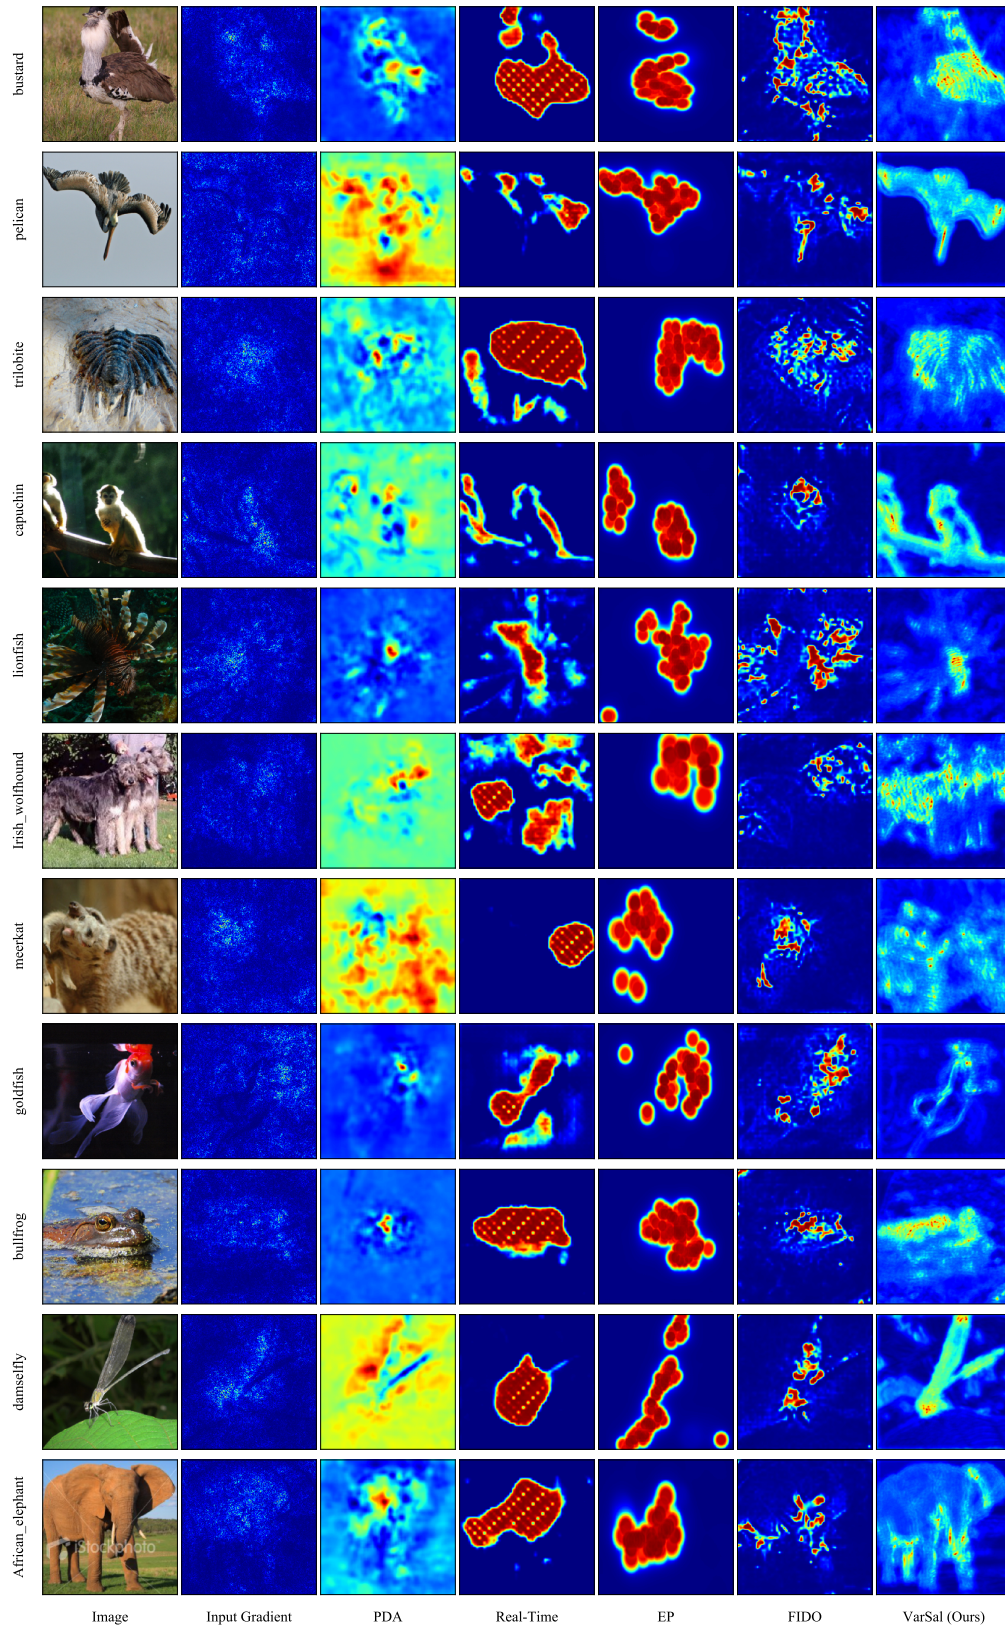 bustard
pelican
trilobite
capuchin
lionfish
Irish_wolfhound
meerkat
goldfish
bullfrog
damselfly
African_elephant
iStockphoto
Image
Input Gradient
PDA
Real-Time
EP
FIDO
VarSal (Ours)